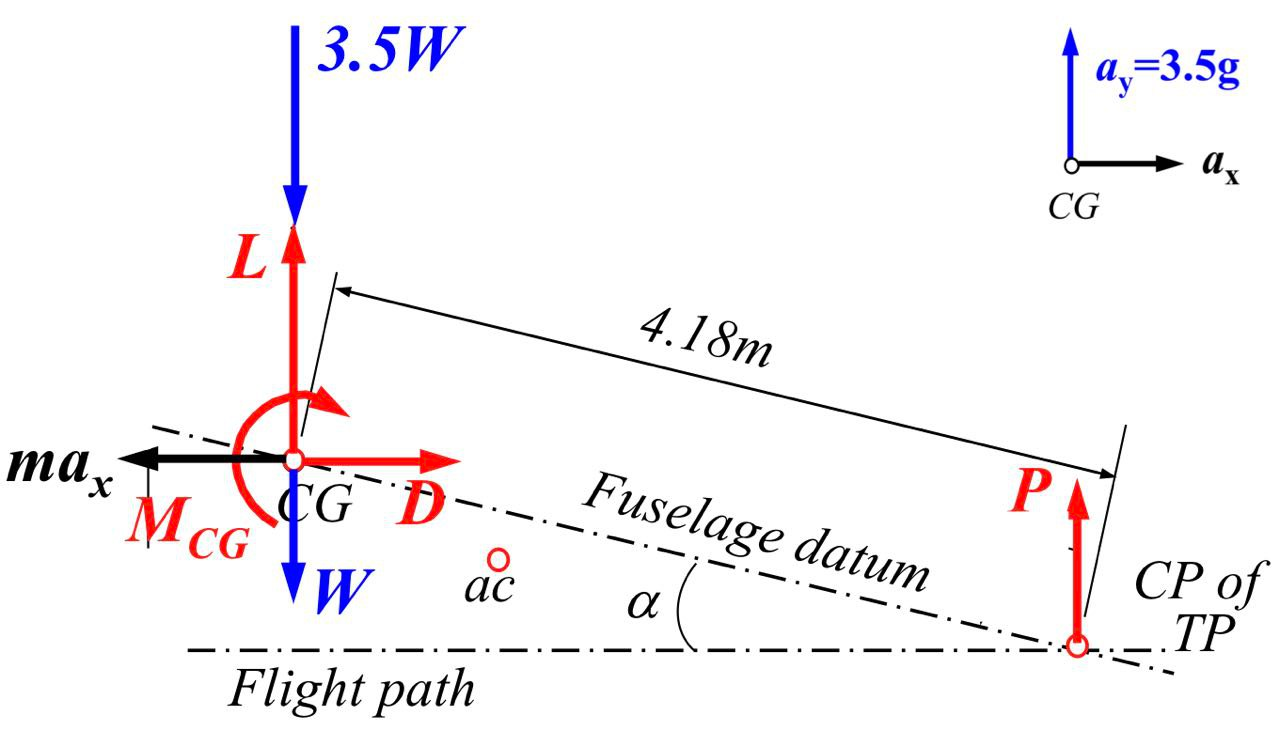 3.5W
a_y=3.5g
a_x
CG
L
4.18m
ma_x
M_CG
CG
D
W
ac
Fuselage datum
α
P
CP of
TP
Flight path